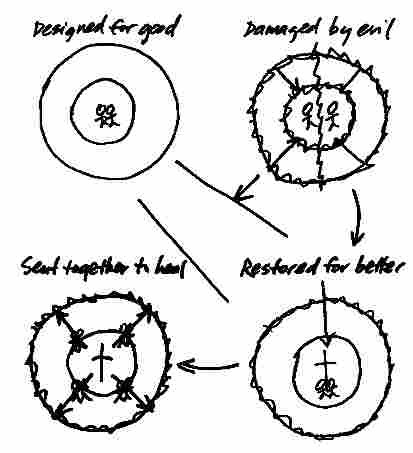 Designed for good
Damaged by evil
Sent together to heal
Restored for better